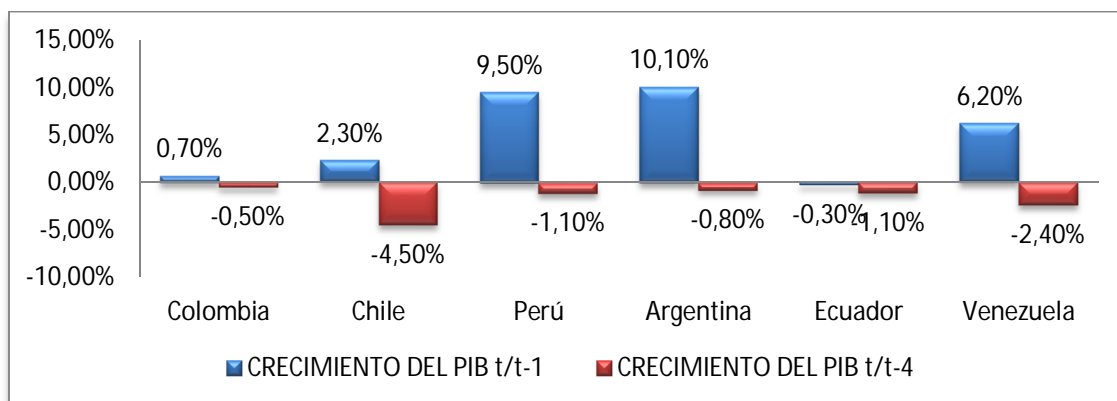 15,00%
10,00%
5,00%
0,00%
-5,00%
-10,00%
0,70%
-0,50%
2,30%
-4,50%
9,50%
-1,10%
10,10%
-0,80%
-0,30%
-1,10%
6,20%
-2,40%
Colombia
Chile
Perú
Argentina
Ecuador
Venezuela
CRECIMIENTO DEL PIB t/t-1
CRECIMIENTO DEL PIB t/t-4